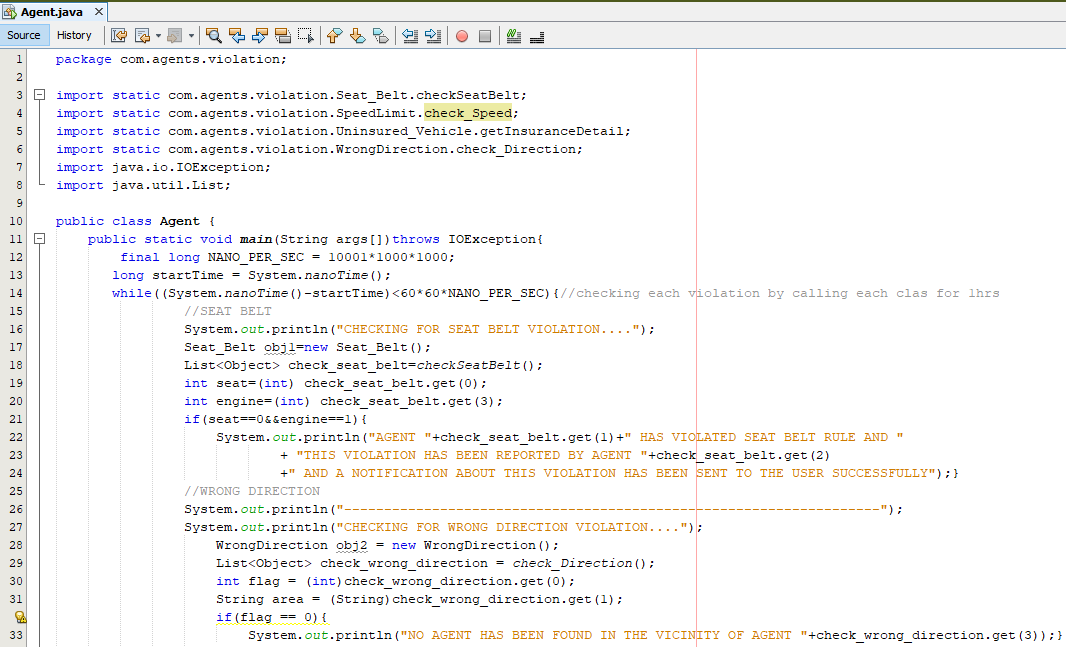 Agent.java
Source History
1 package com.agents.violation;
2
3 import static com.agents.violation.Seat_Belt.checkSeatBelt;
4 import static com.agents.violation.SpeedLimit.check_Speed;
5 import static com.agents.violation.Uninsured_Vehicle.getInsuranceDetail;
6 import static com.agents.violation.WrongDirection.check_Direction;
7 import java.io.IOException;
8 import java.util.List;
9
10 public class Agent {
11 public static void main(String args[])throws IOException{
12 final long NANO_PER_SEC = 1000l*1000*1000;
13 long startTime = System.nanoTime();
14 while((System.nanoTime()-startTime)<60*60*NANO_PER_SEC){//checking each violation by calling each clas for 1hrs
15 //SEAT BELT
16 System.out.println("CHECKING FOR SEAT BELT VIOLATION....");
17 Seat_Belt obj1=new Seat_Belt();
18 List<Object> check_seat_belt=checkSeatBelt();
19 int seat=(int) check_seat_belt.get(0);
20 int engine=(int) check_seat_belt.get(3);
21 if(seat==0&&engine==1){
22 System.out.println("AGENT "+check_seat_belt.get(1)+" HAS VIOLATED SEAT BELT RULE AND "
23 + "THIS VIOLATION HAS BEEN REPORTED BY AGENT "+check_seat_belt.get(2)
24 +" AND A NOTIFICATION ABOUT THIS VIOLATION HAS BEEN SENT TO THE USER SUCCESSFULLY");}
25 //WRONG DIRECTION
26 System.out.println("-------------------------------------------------------------------");
27 System.out.println("CHECKING FOR WRONG DIRECTION VIOLATION....");
28 WrongDirection obj2 = new WrongDirection();
29 List<Object> check_wrong_direction = check_Direction();
30 int flag = (int)check_wrong_direction.get(0);
31 String area = (String)check_wrong_direction.get(1);
if(flag == 0){
33 System.out.println("NO AGENT HAS BEEN FOUND IN THE VICINITY OF AGENT "+check_wrong_direction.get(3));}